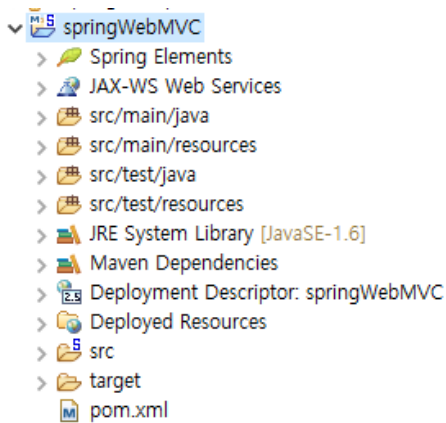 springWebMVC
Spring Elements
JAX-WS Web Services
src/main/java
src/main/resources
src/test/java
src/test/resources
JRE System Library [JavaSE-1.6]
Maven Dependencies
Deployment Descriptor: springWebMVC
Deployed Resources
src
target
pom.xml